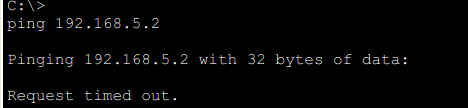 C:\>
ping 192.168.5.2
Pinging 192.168.5.2 with 32 bytes of data:
Request timed out.